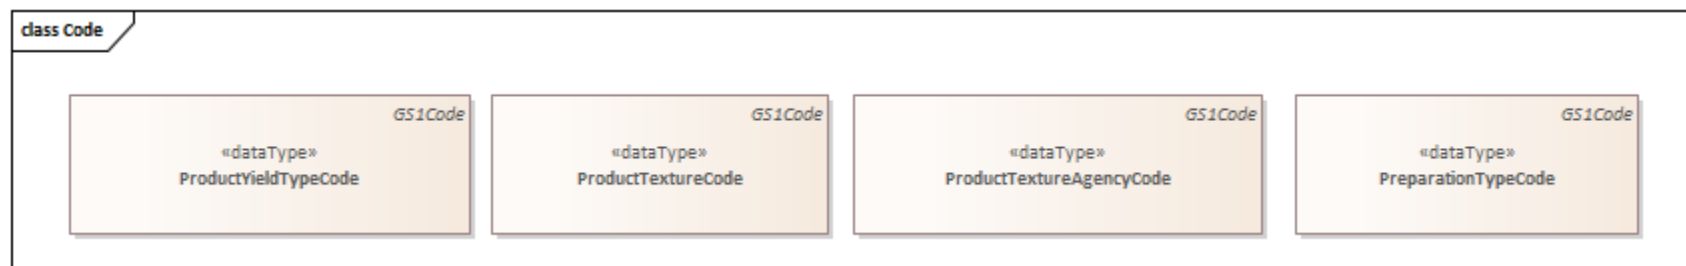 class Code
GS1Code
«dataType»
ProductYieldTypeCode
GS1Code
«dataType»
ProductTextureCode
GS1Code
«dataType»
ProductTextureAgencyCode
GS1Code
«dataType»
PreparationTypeCode